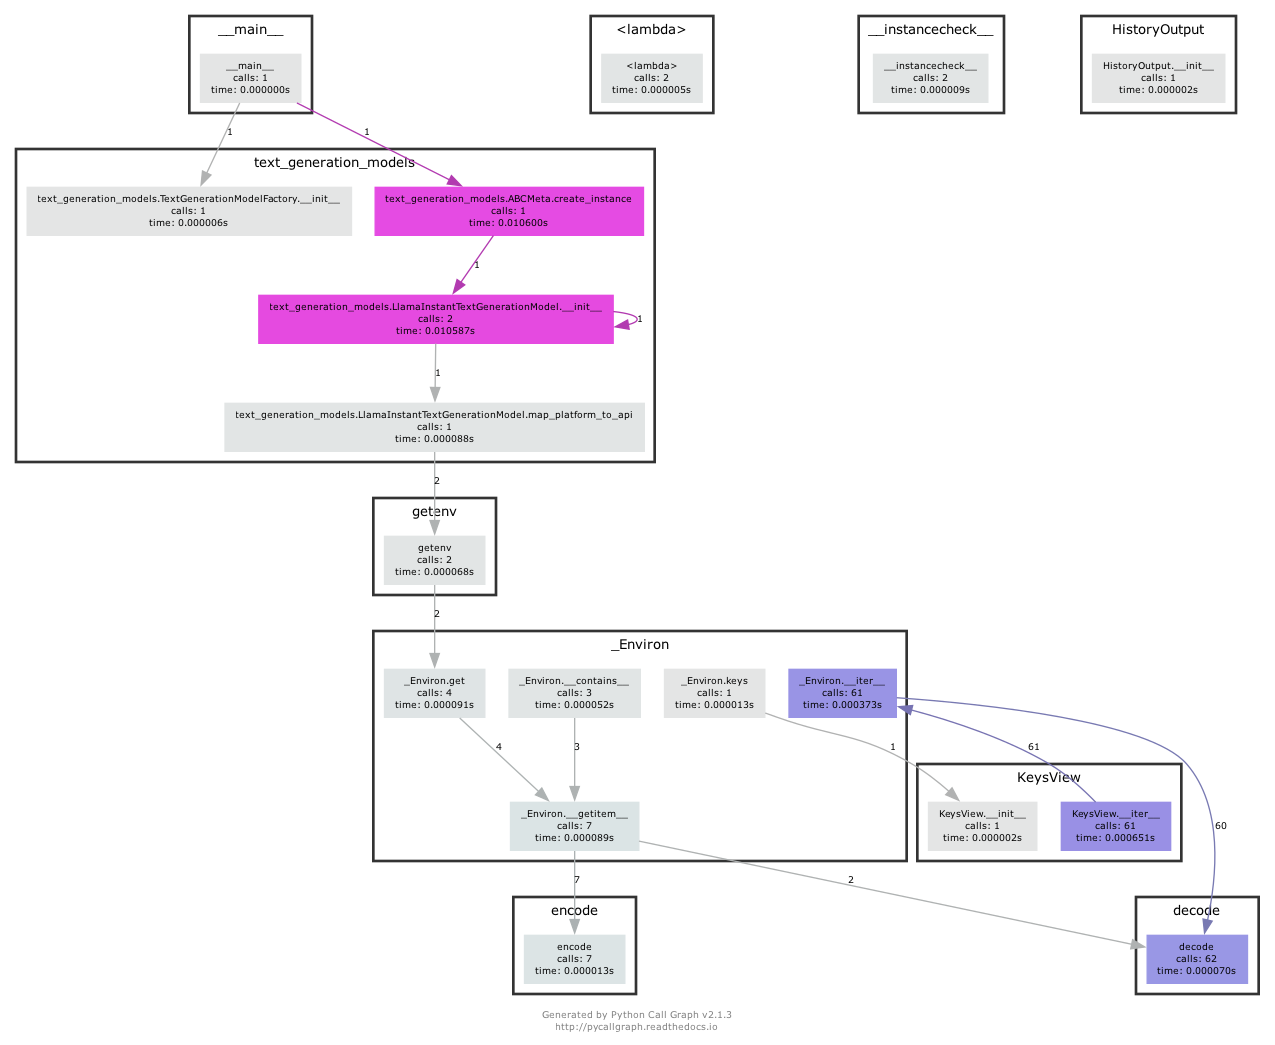 __main__
__main__
calls: 1
time: 0.000000s
<lambda>
<lambda>
calls: 2
time: 0.000005s
__instancecheck__
__instancecheck__
calls: 2
time: 0.000009s
HistoryOutput
HistoryOutput.__init__
calls: 1
time: 0.000002s
1
1
text_generation_models
text_generation_models.TextGenerationModelFactory.__init__
calls: 1
time: 0.000006s
text_generation_models.ABCMeta.create_instance
calls: 1
time: 0.010600s
1
text_generation_models.LlamaInstantTextGenerationModel.__init__
calls: 2
time: 0.010587s
1
1
text_generation_models.LlamaInstantTextGenerationModel.map_platform_to_api
calls: 1
time: 0.000088s
2
getenv
getenv
calls: 2
time: 0.000068s
2
_Environ
_Environ.get
calls: 4
time: 0.000091s
_Environ.__contains__
calls: 3
time: 0.000052s
_Environ.keys
calls: 1
time: 0.000013s
_Environ.__iter__
calls: 61
time: 0.000373s
4
3
1
61
KeysView
_Environ.__getitem__
calls: 7
time: 0.000089s
KeysView.__init__
calls: 1
time: 0.000002s
KeysView.__iter__
calls: 61
time: 0.000651s
60
7
2
encode
encode
calls: 7
time: 0.000013s
decode
decode
calls: 62
time: 0.000070s
Generated by Python Call Graph v2.1.3
http://pycallgraph.readthedocs.io